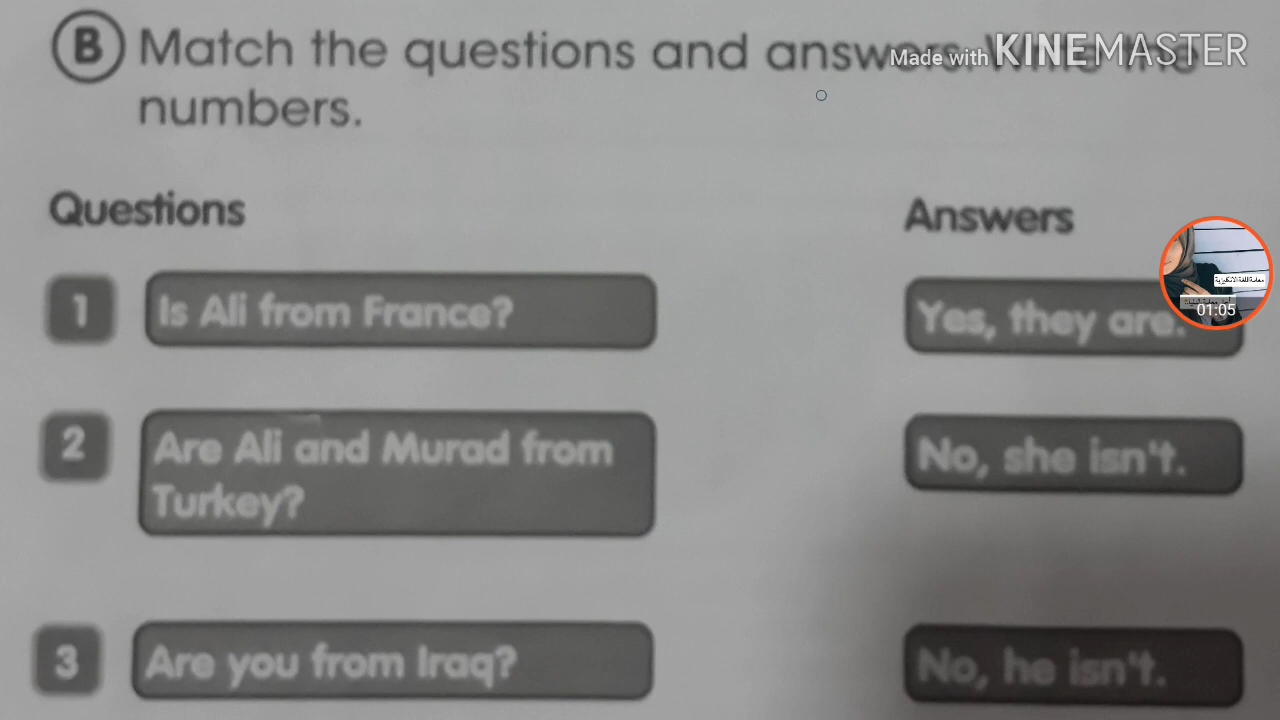 B Match the questions and answers.
Made with KINEMASTER
numbers.
Questions
Answers
1 Is Ali from France?
Yes, they are.
01:05
2 Are Ali and Murad from
Turkey?
No, she isn't.
3 Are you from Iraq?
No, he isn't.